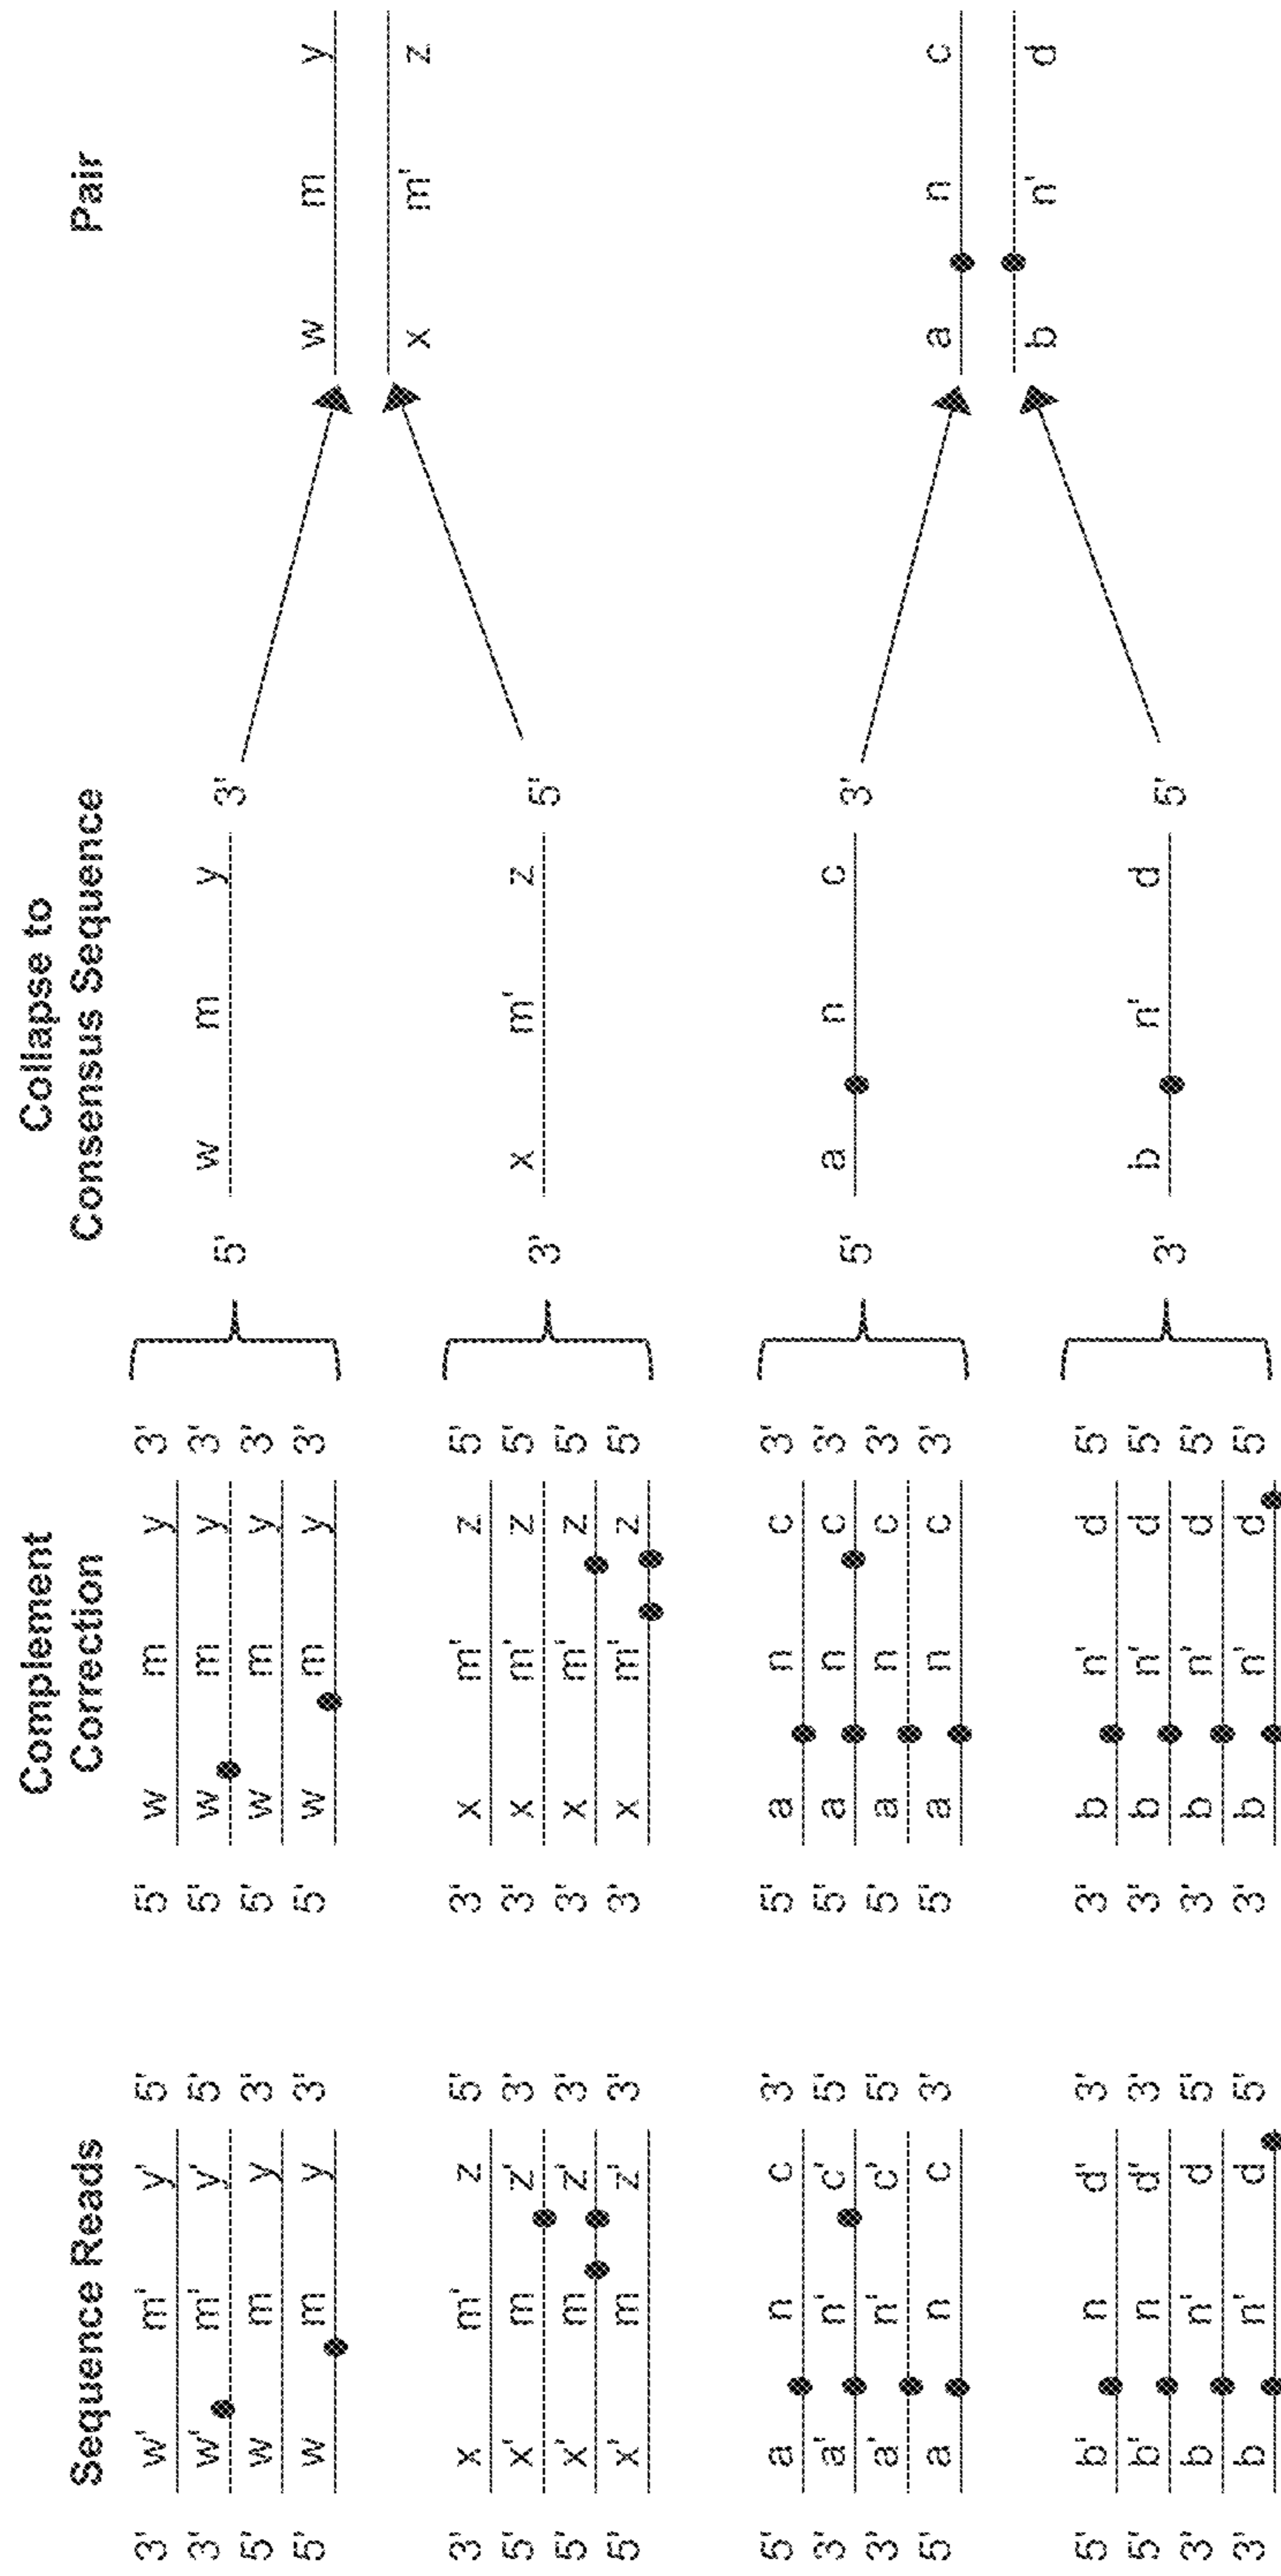 Sequence Reads
3' w' m' y' 5'
3' w' m' y' 5'
5' w m y 3'
5' w m y 3'
3' x m' z 5'
5' x' m z' 3'
5' x' m z' 3'
5' x' m z' 3'
5' a n c 3'
3' a' n' c' 5'
3' a' n' c' 5'
5' a n c 3'
5' b' n d' 3'
5' b' n d' 3'
3' b n' d 5'
3' b n' d 5'
Complement
Correction
5' w m y 3'
5' w m y 3'
5' w m y 3'
5' w m y 3'
3' x m' z 5'
3' x m' z 5'
3' x m' z 5'
3' x m' z 5'
5' a n c 3'
5' a n c 3'
5' a n c 3'
5' a n c 3'
3' b n' d 5'
3' b n' d 5'
3' b n' d 5'
3' b n' d 5'
Collapse to
Consensus Sequence
5' w m y 3'
3' x m' z 5'
5' a n c 3'
3' b n' d 5'
Pair
w m y
x m' z
a n c
b n' d